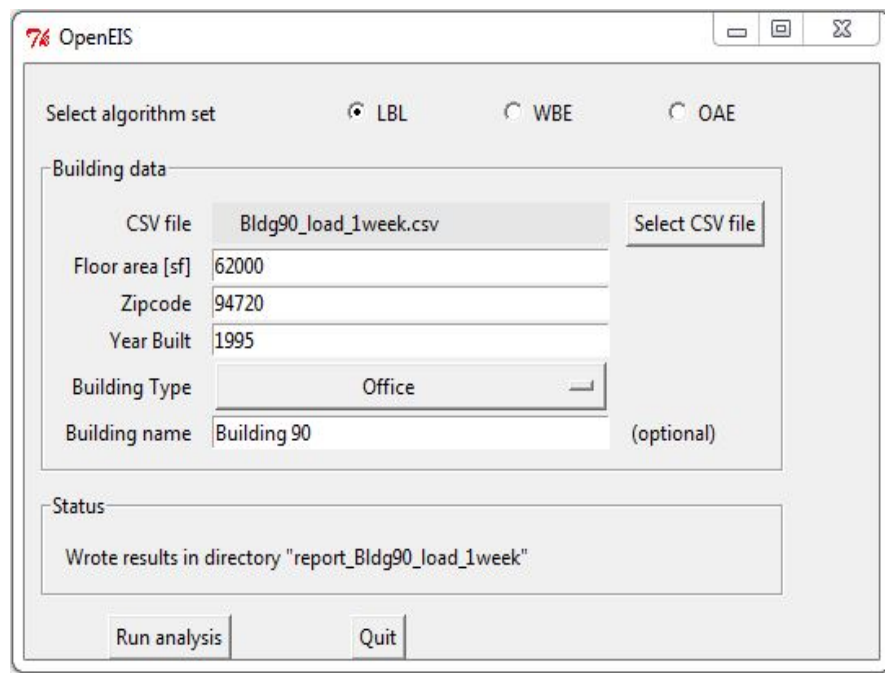 OpenEIS
Select algorithm set LBL WBE OAE
Building data
CSV file Bldg90_load_1week.csv Select CSV file
Floor area [sf] 62000
Zipcode 94720
Year Built 1995
Building Type Office
Building name Building 90 (optional)
Status
Wrote results in directory "report_Bldg90_load_1week"
Run analysis Quit